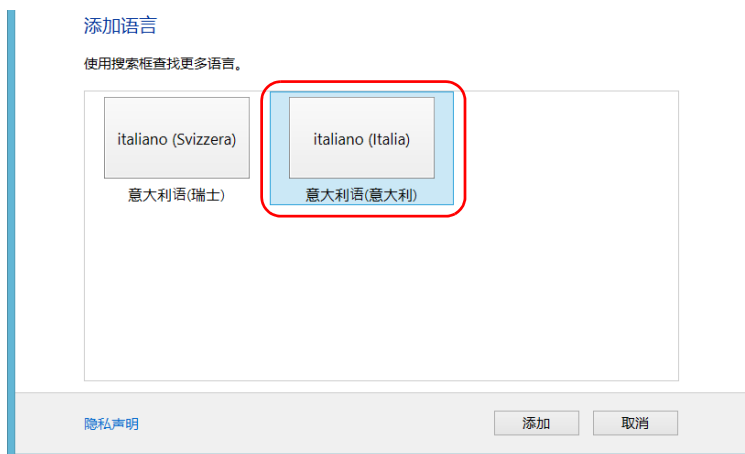 添加语言
使用搜索框查找更多语言。
italiano (Svizzera)
italiano (Italia)
意大利语(瑞士)
意大利语(意大利)
隐私声明
添加
取消